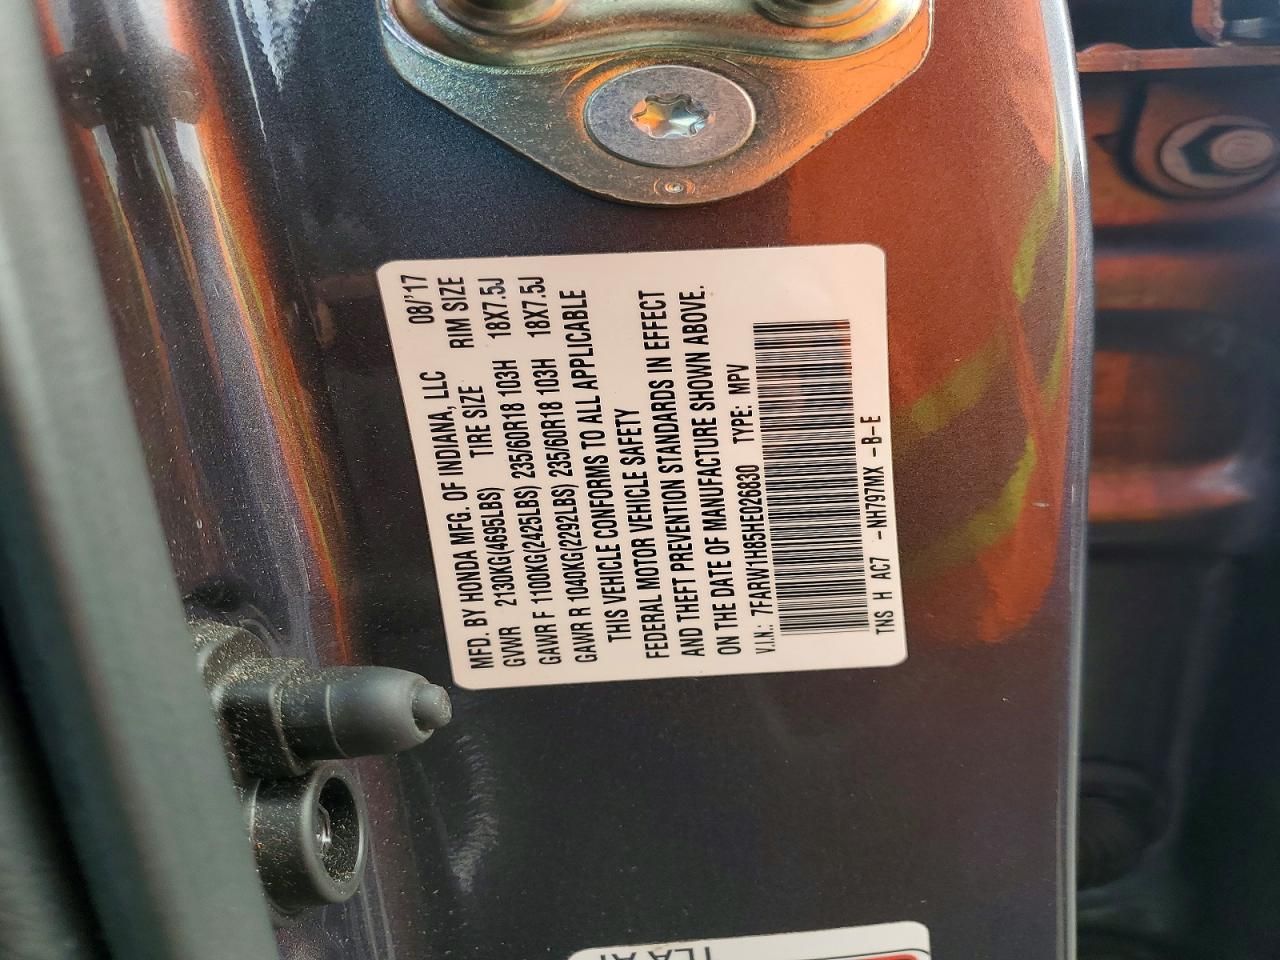 MFD. BY HONDA MFG. OF INDIANA, LLC 08/'17
GVWR 2130KG(4695LBS) TIRE SIZE RIM SIZE
GAWR F 1100KG(2425LBS) 235/60R18 103H 18X7.5J
GAWR R 1040KG(2292LBS) 235/60R18 103H 18X7.5J
THIS VEHICLE CONFORMS TO ALL APPLICABLE
FEDERAL MOTOR VEHICLE SAFETY
AND THEFT PREVENTION STANDARDS IN EFFECT
ON THE DATE OF MANUFACTURE SHOWN ABOVE.
V.I.N.: 7FARW1H85HE026830 TYPE: MPV
TNS H AC7 -NH797MX -B-E